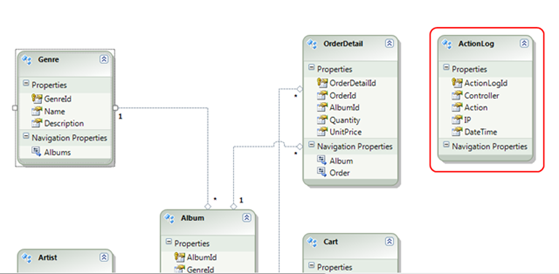 Genre
Properties
GenreId
Name
Description
Navigation Properties
Albums
1
*
1
Album
Properties
AlbumId
GenreId
Artist
OrderDetail
Properties
OrderDetailId
OrderId
AlbumId
Quantity
UnitPrice
Navigation Properties
Album
Order
*
*
Cart
Properties
ActionLog
Properties
ActionLogId
Controller
Action
IP
DateTime
Navigation Properties